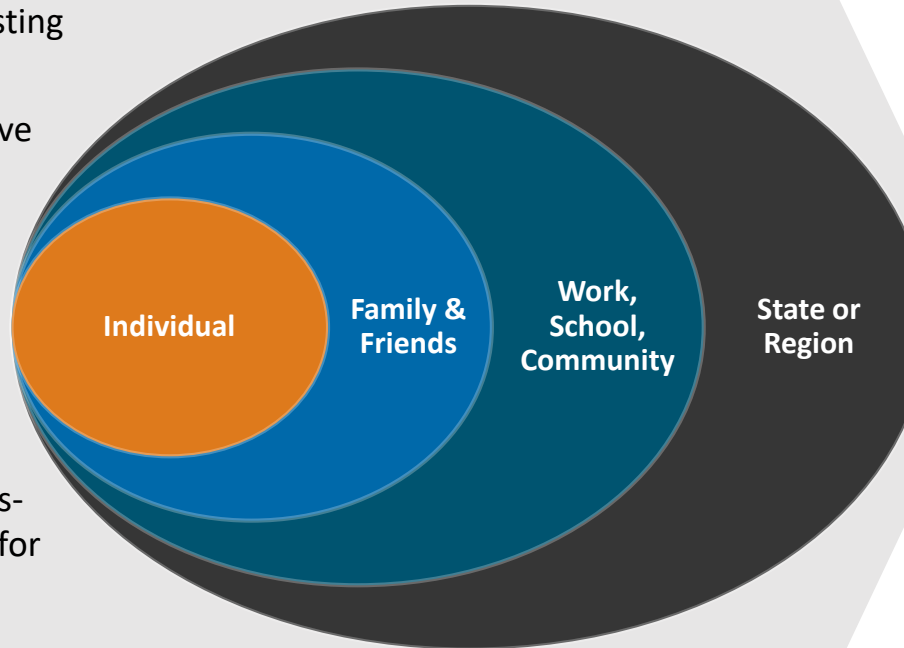 sting
ve
Individual
Family &
Friends
Work,
School,
Community
State or
Region
s-
for